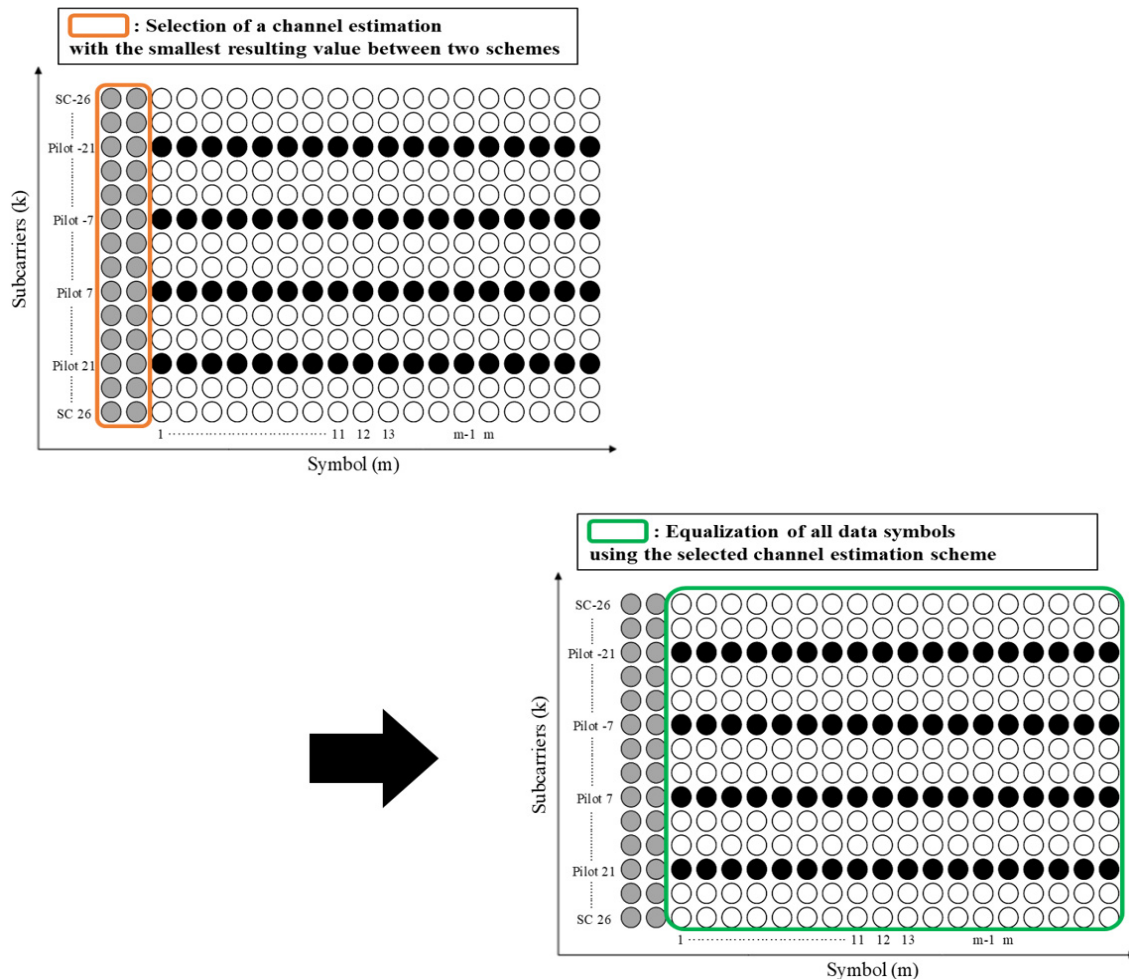 : Selection of a channel estimation
with the smallest resulting value between two schemes
Subcarriers (k)
SC-26
Pilot -21
Pilot -7
Pilot 7
Pilot 21
SC 26
1 11 12 13 m-1 m
Symbol (m)
: Equalization of all data symbols
using the selected channel estimation scheme
Subcarriers (k)
SC-26
Pilot -21
Pilot -7
Pilot 7
Pilot 21
SC 26
1 11 12 13 m-1 m
Symbol (m)